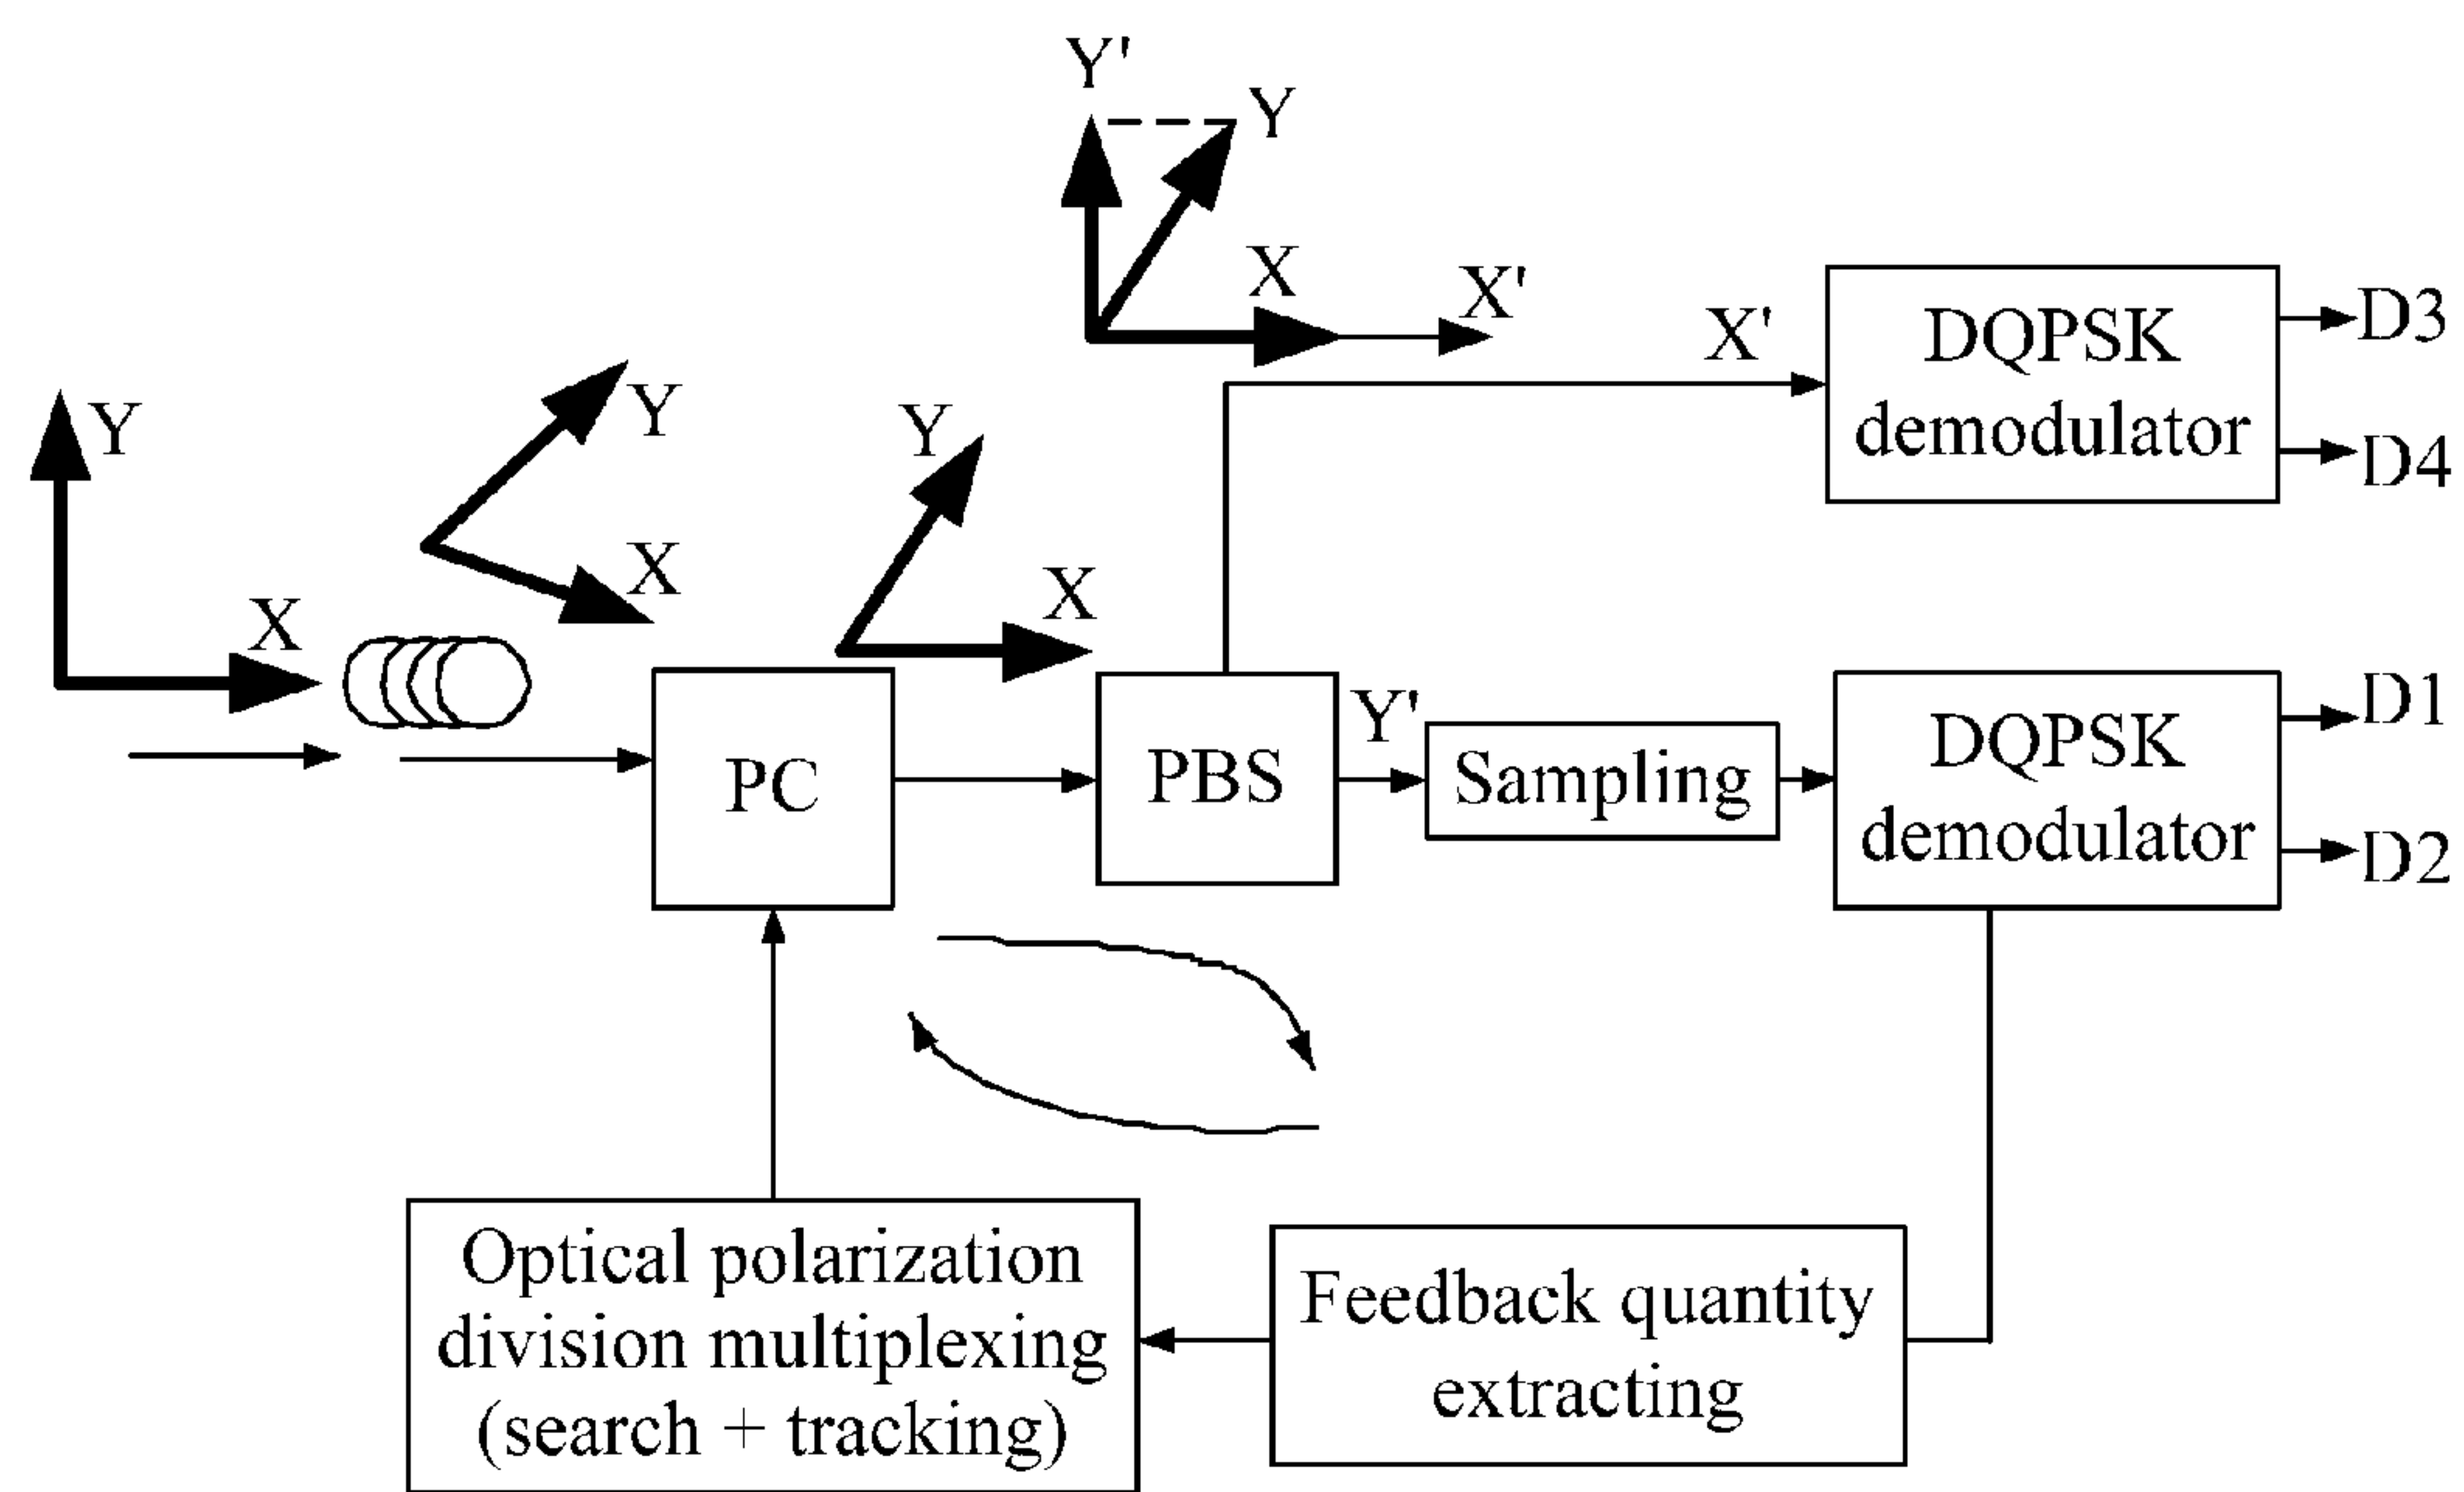 Y'
Y
X
X'
X'
DQPSK
demodulator
D3
D4
Y
X
Y
X
Y
X
PC
PBS
Y'
Sampling
DQPSK
demodulator
D1
D2
Optical polarization
division multiplexing
(search + tracking)
Feedback quantity
extracting